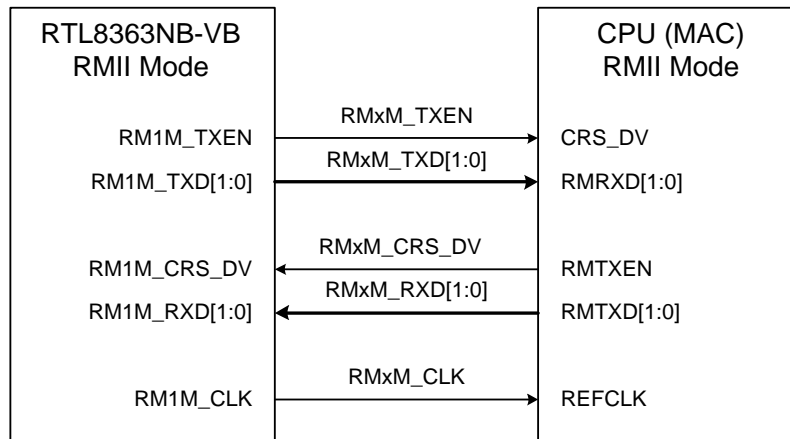 RTL8363NB-VB
RMII Mode
CPU (MAC)
RMII Mode
RM1M_TXEN
RMxM_TXEN
CRS_DV
RM1M_TXD[1:0]
RMxM_TXD[1:0]
RMRXD[1:0]
RM1M_CRS_DV
RMxM_CRS_DV
RMTXEN
RM1M_RXD[1:0]
RMxM_RXD[1:0]
RMTXD[1:0]
RM1M_CLK
RMxM_CLK
REFCLK